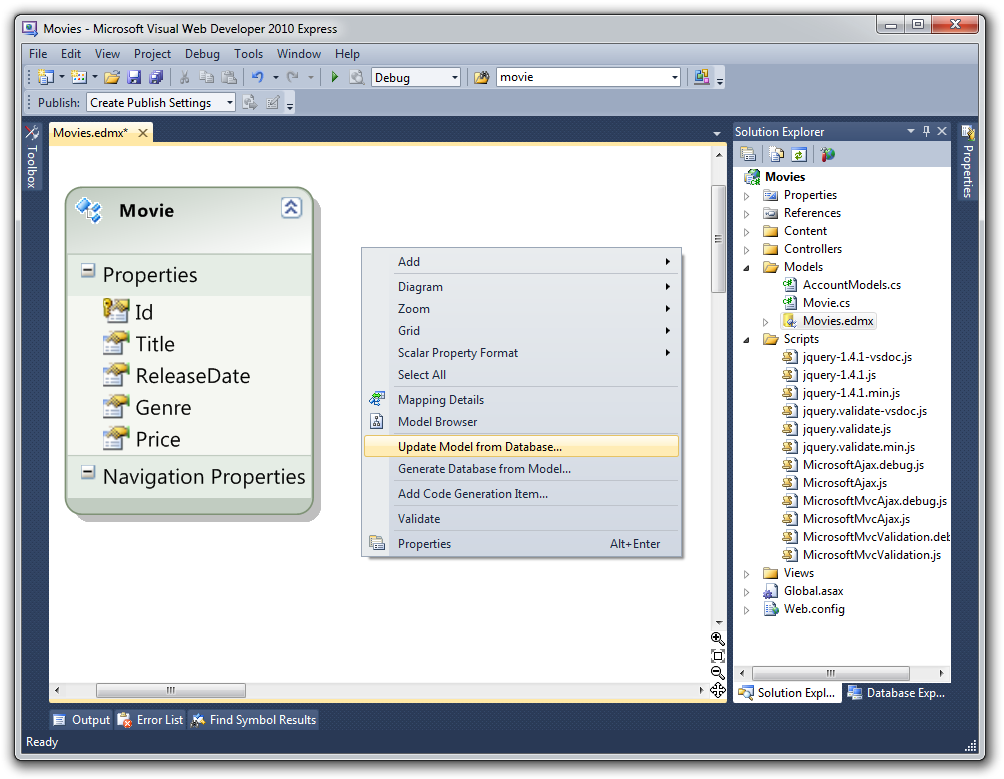 Movies - Microsoft Visual Web Developer 2010 Express
File Edit View Project Debug Tools Window Help
Debug movie
Publish: Create Publish Settings
Toolbox
Movies.edmx*
Movie
Properties
Id
Title
ReleaseDate
Genre
Price
Navigation Properties
Add
Diagram
Zoom
Grid
Scalar Property Format
Select All
Mapping Details
Model Browser
Update Model from Database...
Generate Database from Model...
Add Code Generation Item...
Validate
Properties Alt+Enter
Solution Explorer
Movies
Properties
References
Content
Controllers
Models
AccountModels.cs
Movie.cs
Movies.edmx
Scripts
jquery-1.4.1-vsdoc.js
jquery-1.4.1.js
jquery-1.4.1.min.js
jquery.validate-vsdoc.js
jquery.validate.js
jquery.validate.min.js
MicrosoftAjax.debug.js
MicrosoftAjax.js
MicrosoftMvcAjax.debug.js
MicrosoftMvcAjax.js
MicrosoftMvcValidation.deb
MicrosoftMvcValidation.js
Views
Global.asax
Web.config
Solution Expl... Database Exp...
Properties
Output Error List Find Symbol Results
Ready